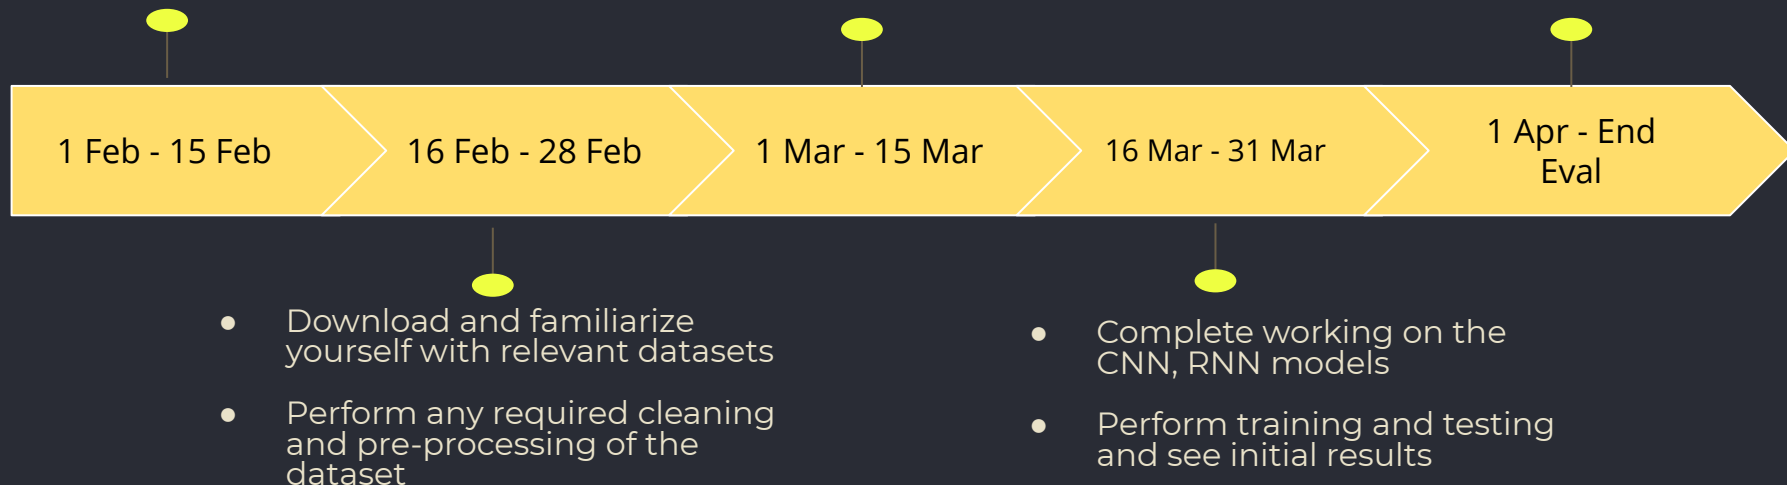 1 Feb - 15 Feb
16 Feb - 28 Feb
1 Mar - 15 Mar
16 Mar - 31 Mar
1 Apr - End
Eval
● Download and familiarize
yourself with relevant datasets
● Perform any required cleaning
and pre-processing of the
dataset
● Complete working on the
CNN, RNN models
● Perform training and testing
and see initial results